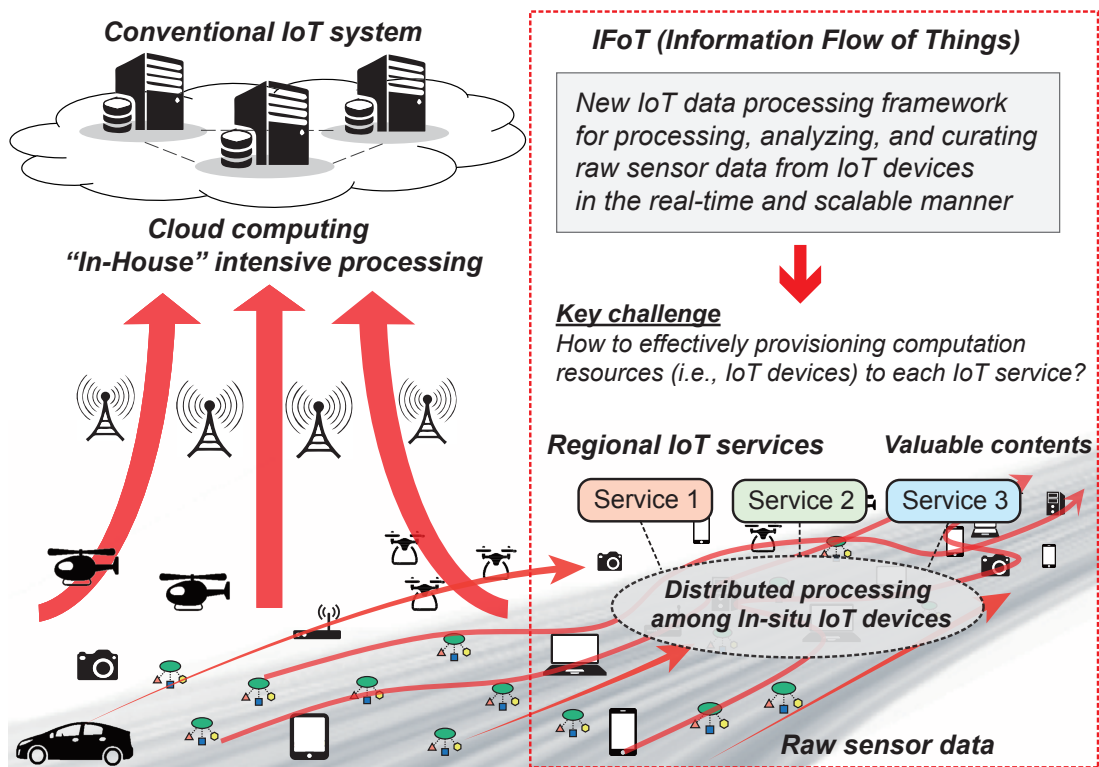 Conventional IoT system
Cloud computing
“In-House” intensive processing
IFoT (Information Flow of Things)
New IoT data processing framework
for processing, analyzing, and curating
raw sensor data from IoT devices
in the real-time and scalable manner
Key challenge
How to effectively provisioning computation
resources (i.e., IoT devices) to each IoT service?
Regional IoT services
Valuable contents
Service 1
Service 2
Service 3
Distributed processing
among In-situ IoT devices
Raw sensor data